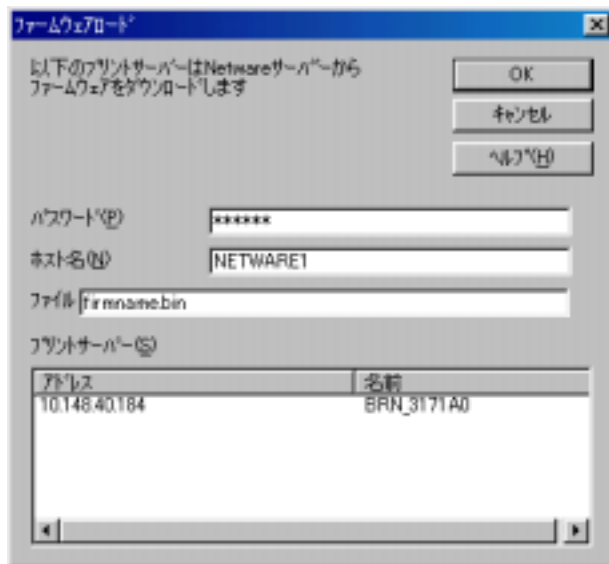 ﾌｧｰﾑｳｪｱﾛｰﾄﾞ
以下のﾌﾟﾘﾝﾄｻｰﾊﾞｰはNetwareｻｰﾊﾞｰから
ﾌｧｰﾑｳｪｱをﾀﾞｳﾝﾛｰﾄﾞします
OK
ｷｬﾝｾﾙ
ﾍﾙﾌﾟ(H)
ﾊﾟｽﾜｰﾄﾞ(P)
******
ﾎｽﾄ名(N)
NETWARE1
ﾌｧｲﾙ
firmname.bin
ﾌﾟﾘﾝﾄｻｰﾊﾞｰ(S)
ｱﾄﾞﾚｽ 名前
10.148.40.184 BRN_3171A0